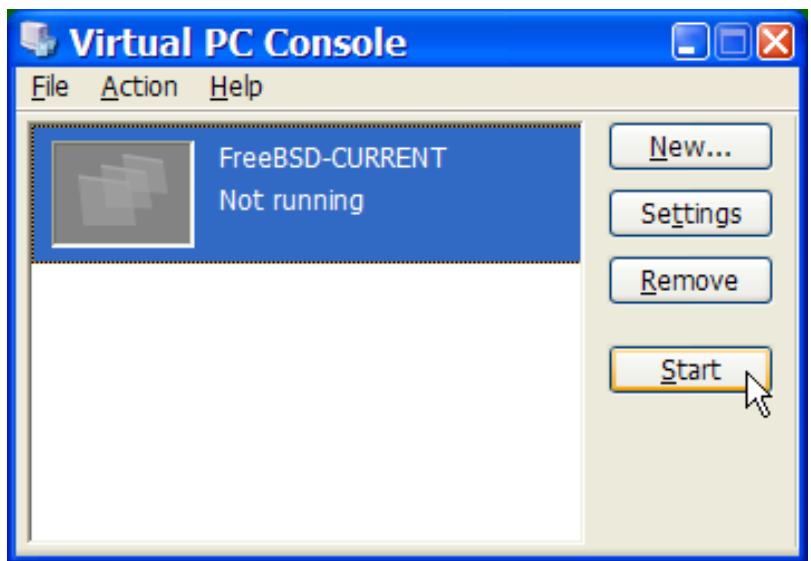 Virtual PC Console
File Action Help
FreeBSD-CURRENT
Not running
New...
Settings
Remove
Start